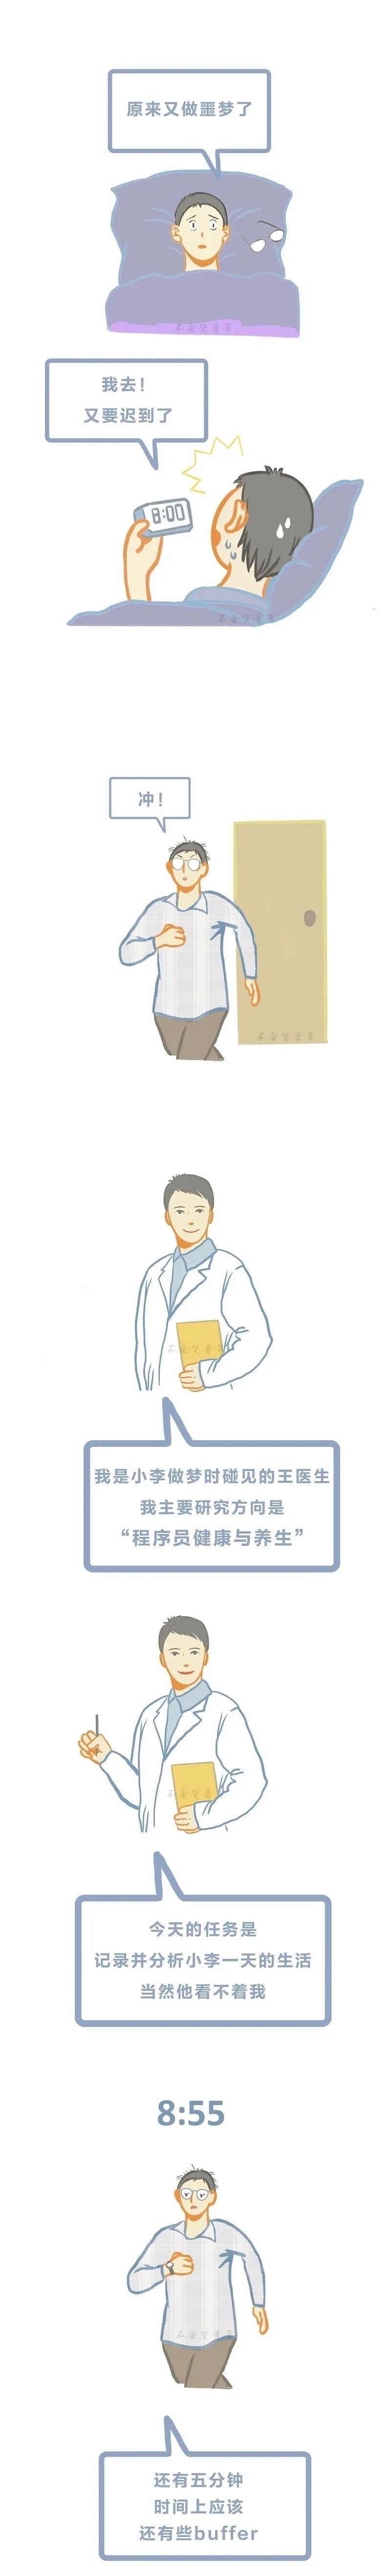 原来又做噩梦了
我去！
又要迟到了
8:00
冲！
我是小李做梦时碰见的王医生
我主要研究方向是
“程序员健康与养生”
今天的任务是
记录并分析小李一天的生活
当然他看不着我
8:55
还有五分钟
时间上应该
还有些buffer